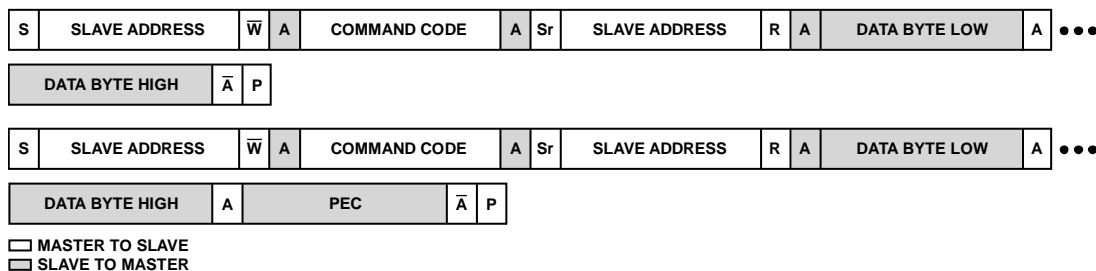 S SLAVE ADDRESS W̅ A COMMAND CODE A Sr SLAVE ADDRESS R A DATA BYTE LOW A •••
DATA BYTE HIGH A̅ P
S SLAVE ADDRESS W̅ A COMMAND CODE A Sr SLAVE ADDRESS R A DATA BYTE LOW A •••
DATA BYTE HIGH A PEC A̅ P
MASTER TO SLAVE
SLAVE TO MASTER